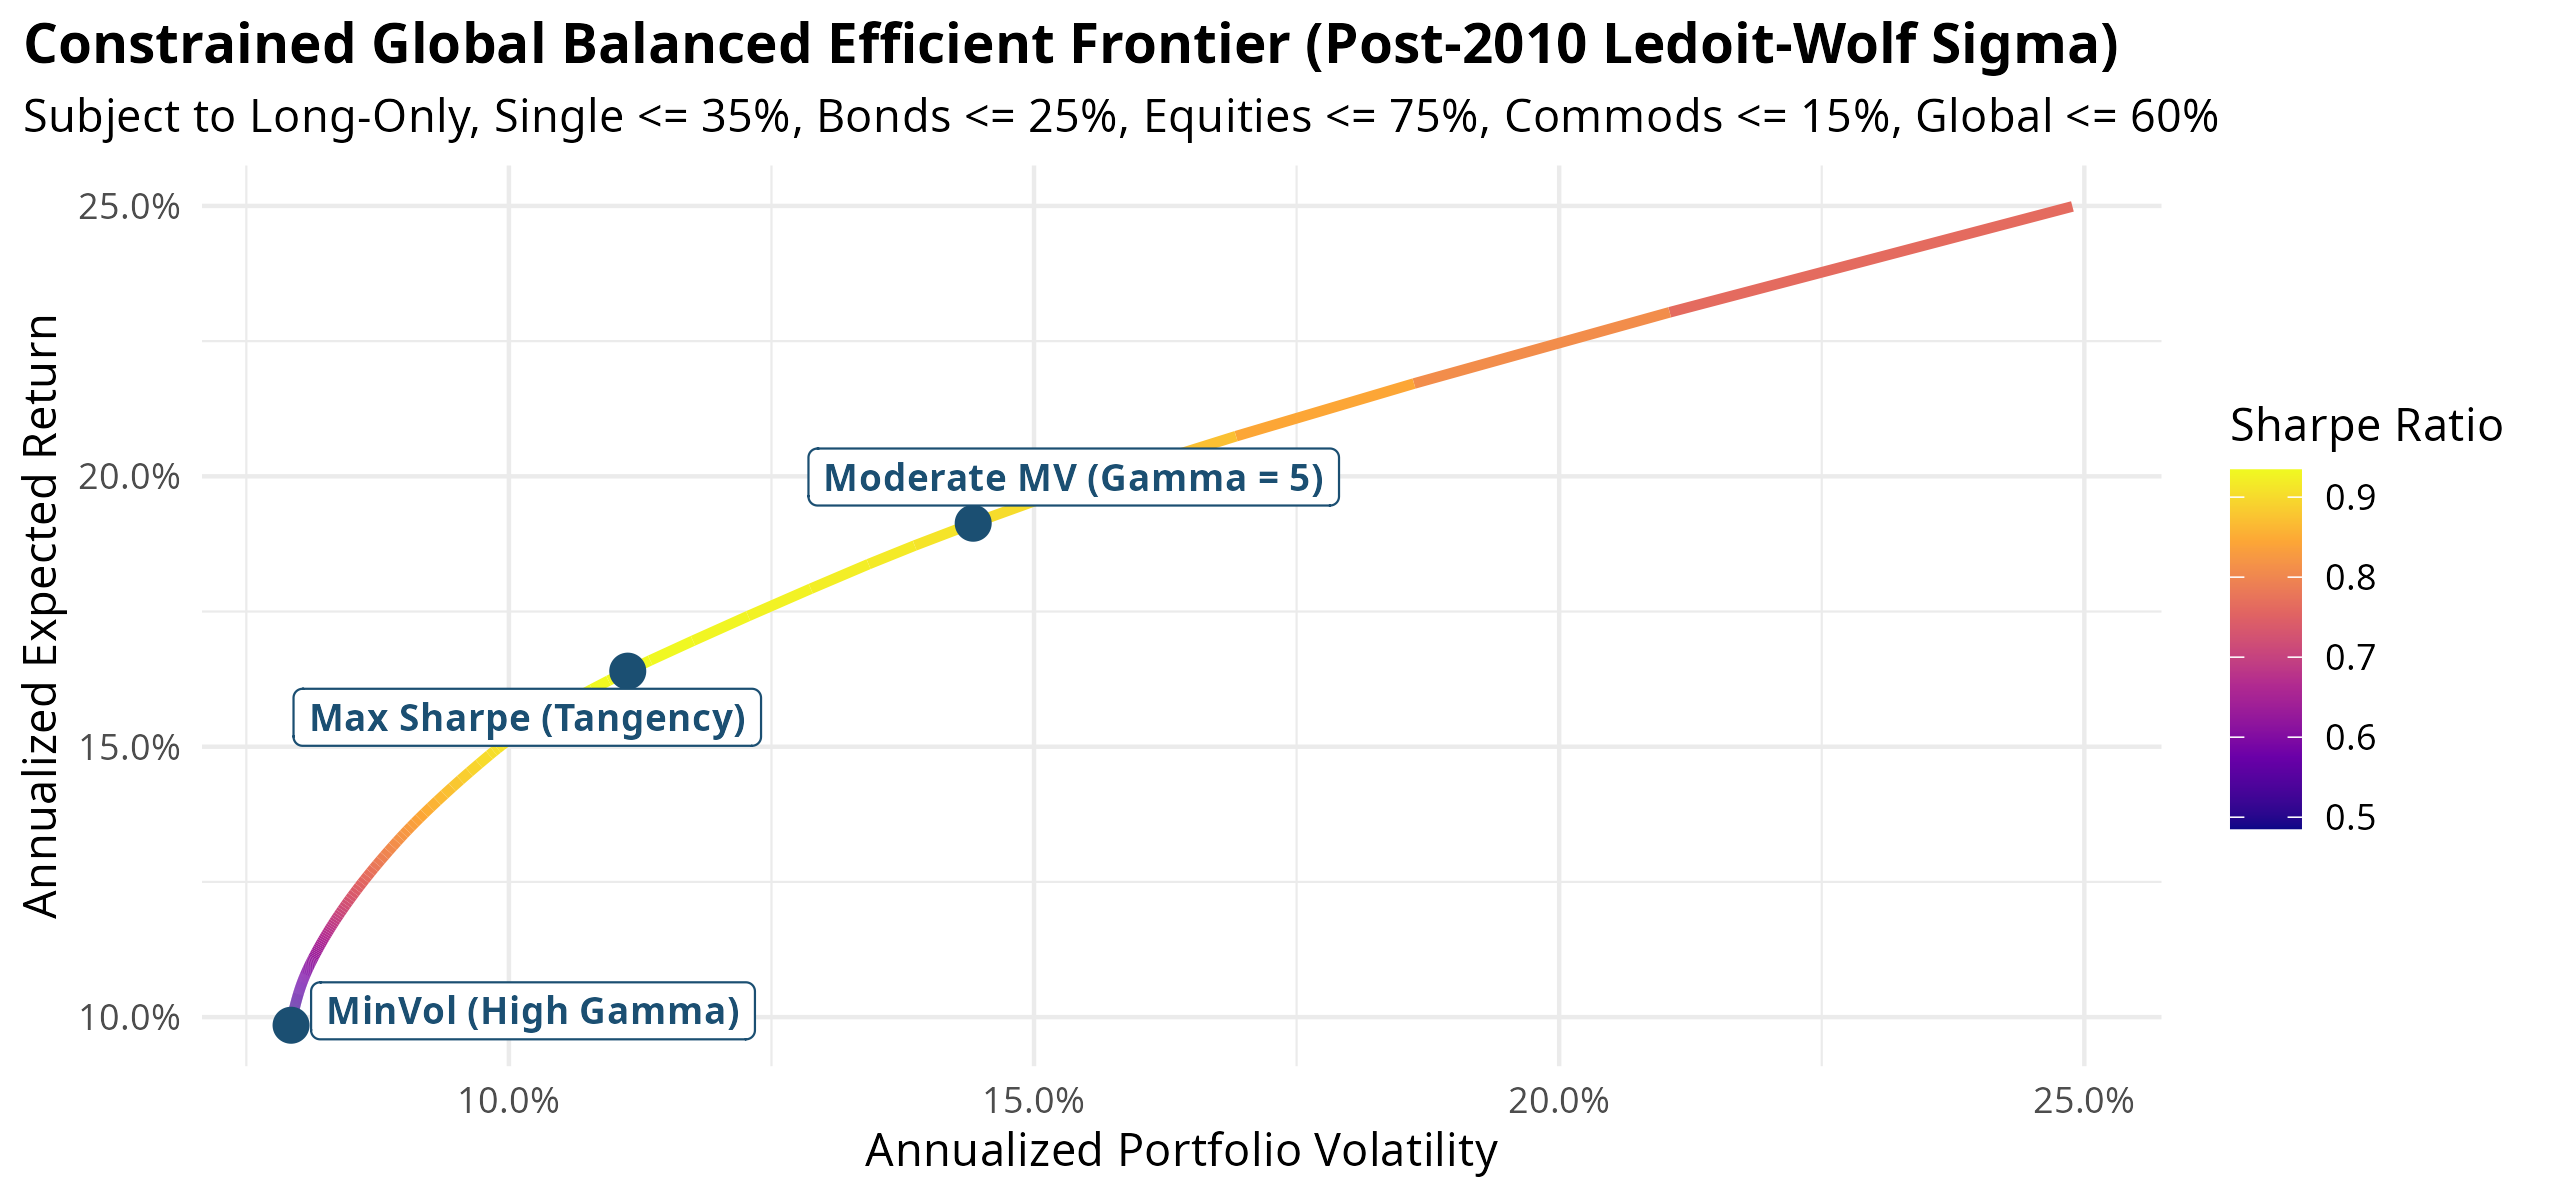 Constrained Global Balanced Efficient Frontier (Post-2010 Ledoit-Wolf Sigma)
Subject to Long-Only, Single <= 35%, Bonds <= 25%, Equities <= 75%, Commods <= 15%, Global <= 60%
Annualized Expected Return
25.0%
20.0%
15.0%
10.0%
Moderate MV (Gamma = 5)
Max Sharpe (Tangency)
MinVol (High Gamma)
10.0%
15.0%
20.0%
25.0%
Annualized Portfolio Volatility
Sharpe Ratio
0.9
0.8
0.7
0.6
0.5